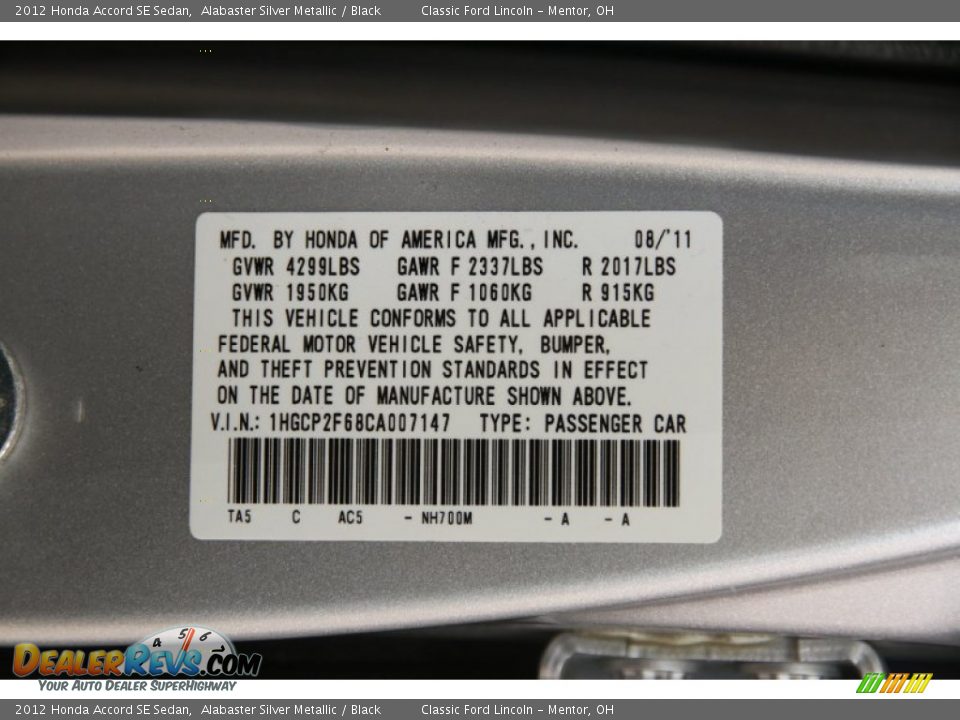 2012 Honda Accord SE Sedan, Alabaster Silver Metallic / Black Classic Ford Lincoln - Mentor, OH
MFD. BY HONDA OF AMERICA MFG., INC. 08/'11
GVWR 4299LBS GAWR F 2337LBS R 2017LBS
GVWR 1950KG GAWR F 1060KG R 915KG
THIS VEHICLE CONFORMS TO ALL APPLICABLE
FEDERAL MOTOR VEHICLE SAFETY, BUMPER,
AND THEFT PREVENTION STANDARDS IN EFFECT
ON THE DATE OF MANUFACTURE SHOWN ABOVE.
V.I.N.: 1HGCP2F68CA007147 TYPE: PASSENGER CAR
TA5 C AC5 - NH700M - A - A
4 5 6
DEALERREVS.COM
YOUR AUTO DEALER SUPERHIGHWAY
2012 Honda Accord SE Sedan, Alabaster Silver Metallic / Black Classic Ford Lincoln - Mentor, OH